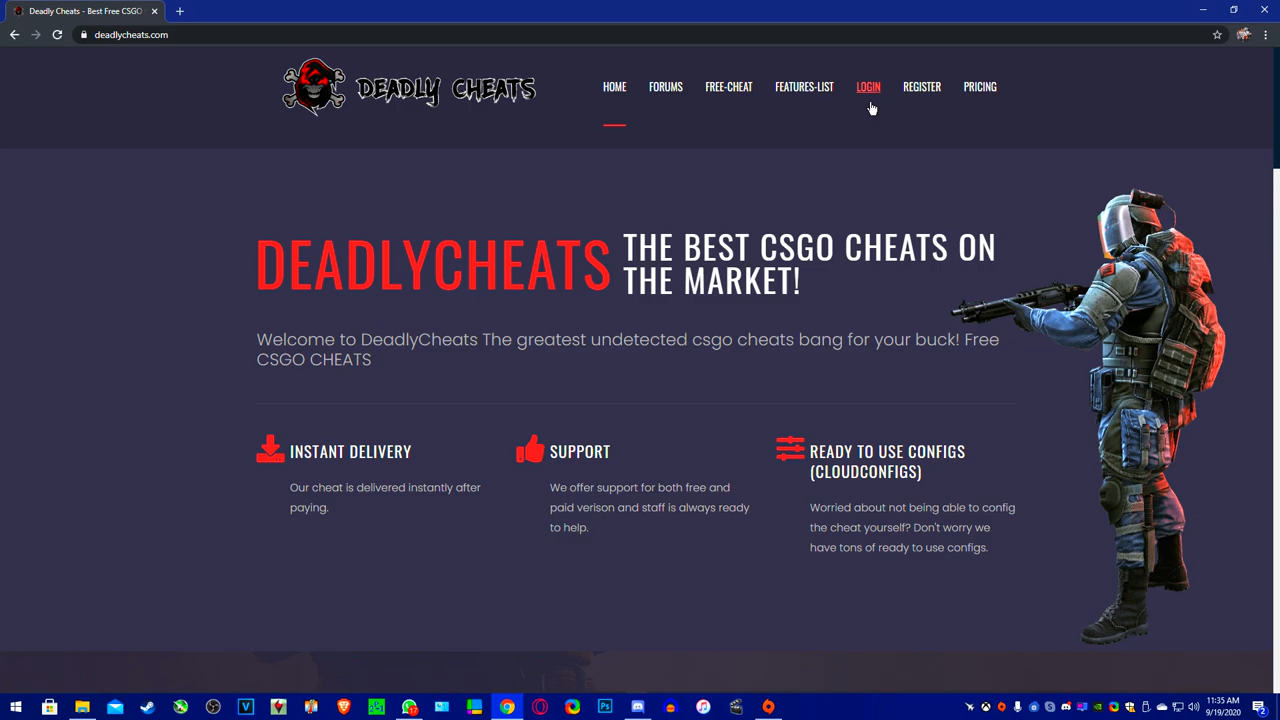 Deadly Cheats - Best Free CSGO
deadlycheats.com
DEADLY CHEATS
HOME FORUMS FREE-CHEAT FEATURES-LIST LOGIN REGISTER PRICING
DEADLYCHEATS
THE BEST CSGO CHEATS ON
THE MARKET!
Welcome to DeadlyCheats The greatest undetected csgo cheats bang for your buck! Free
CSGO CHEATS
INSTANT DELIVERY
Our cheat is delivered instantly after
paying.
SUPPORT
We offer support for both free and
paid verison and staff is always ready
to help.
READY TO USE CONFIGS
(CLOUDCONFIGS)
Worried about not being able to config
the cheat yourself? Don't worry we
have tons of ready to use configs.
V
17
Ps
11:35 AM
9/19/2020
2